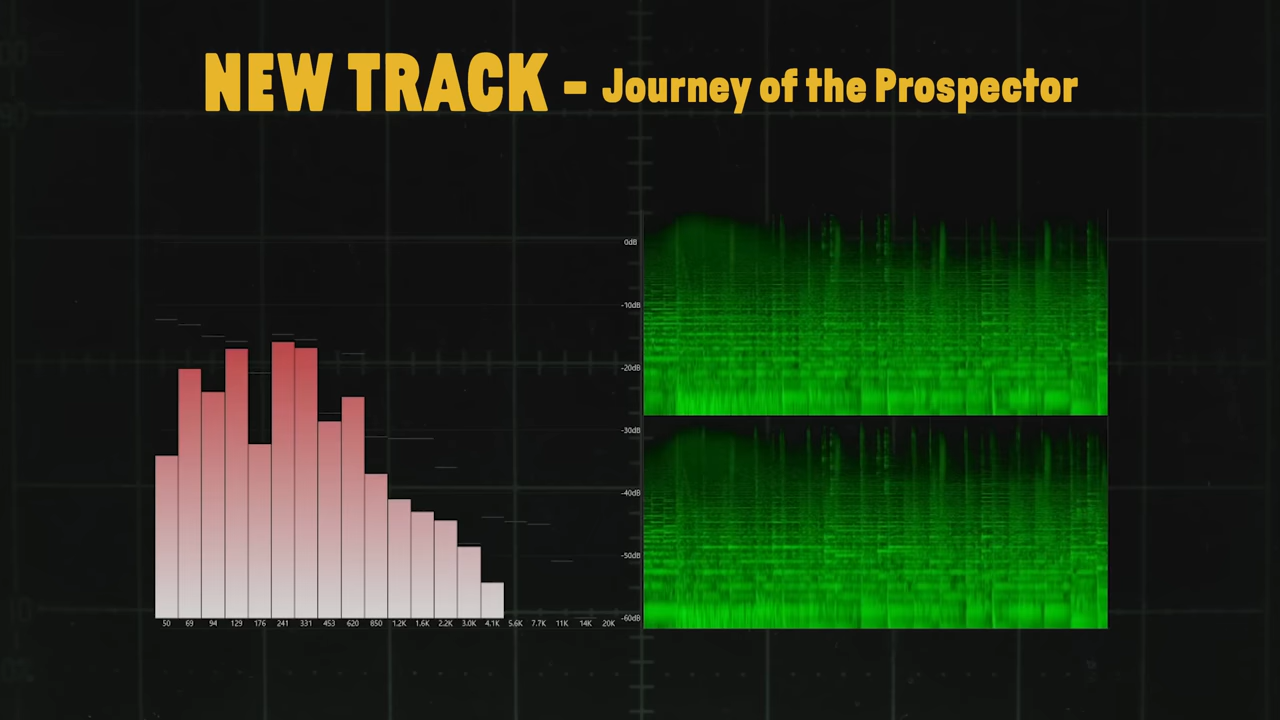 NEW TRACK - Journey of the Prospector
0dB
-10dB
-20dB
-30dB
-40dB
-50dB
-60dB
50 69 94 129 176 241 331 453 620 850 1.2K 1.6K 2.2K 3.0K 4.1K 5.6K 7.7K 11K 14K 20K